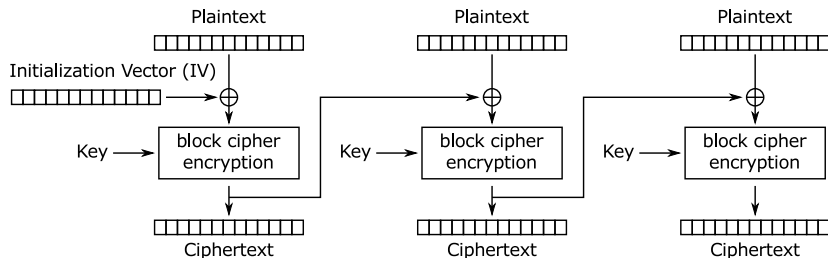 Plaintext
Plaintext
Plaintext
Initialization Vector (IV)
Key
block cipher
encryption
Key
block cipher
encryption
Key
block cipher
encryption
Ciphertext
Ciphertext
Ciphertext